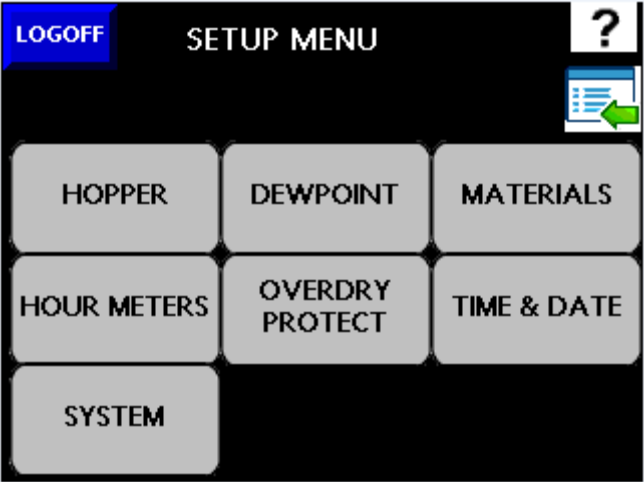 LOGOFF
SETUP MENU
?
HOPPER
DEWPOINT
MATERIALS
HOUR METERS
OVERDRY
PROTECT
TIME & DATE
SYSTEM